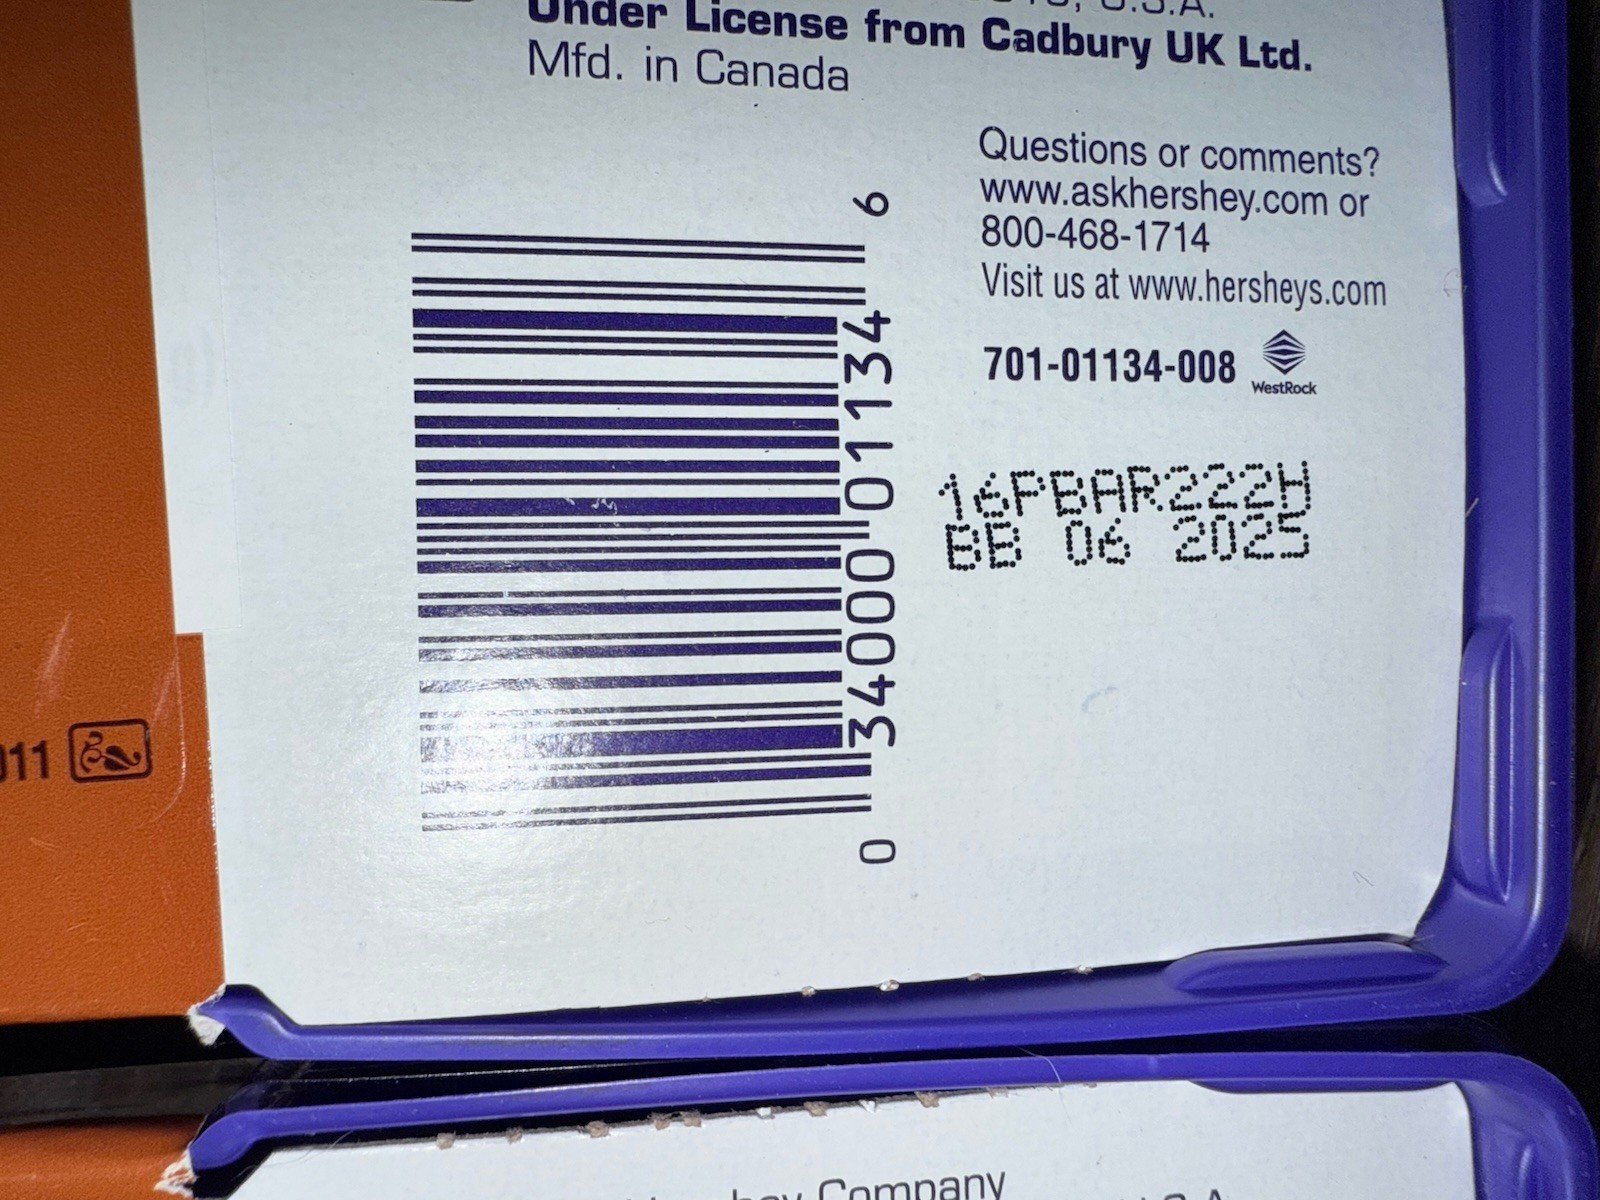 U.S.A.
Under License from Cadbury UK Ltd.
Mfd. in Canada
Questions or comments?
www.askhershey.com or
800-468-1714
Visit us at www.hersheys.com
701-01134-008
WestRock
16PBAR222H
BB 06 2025
0 34000 01134 6
011
Company